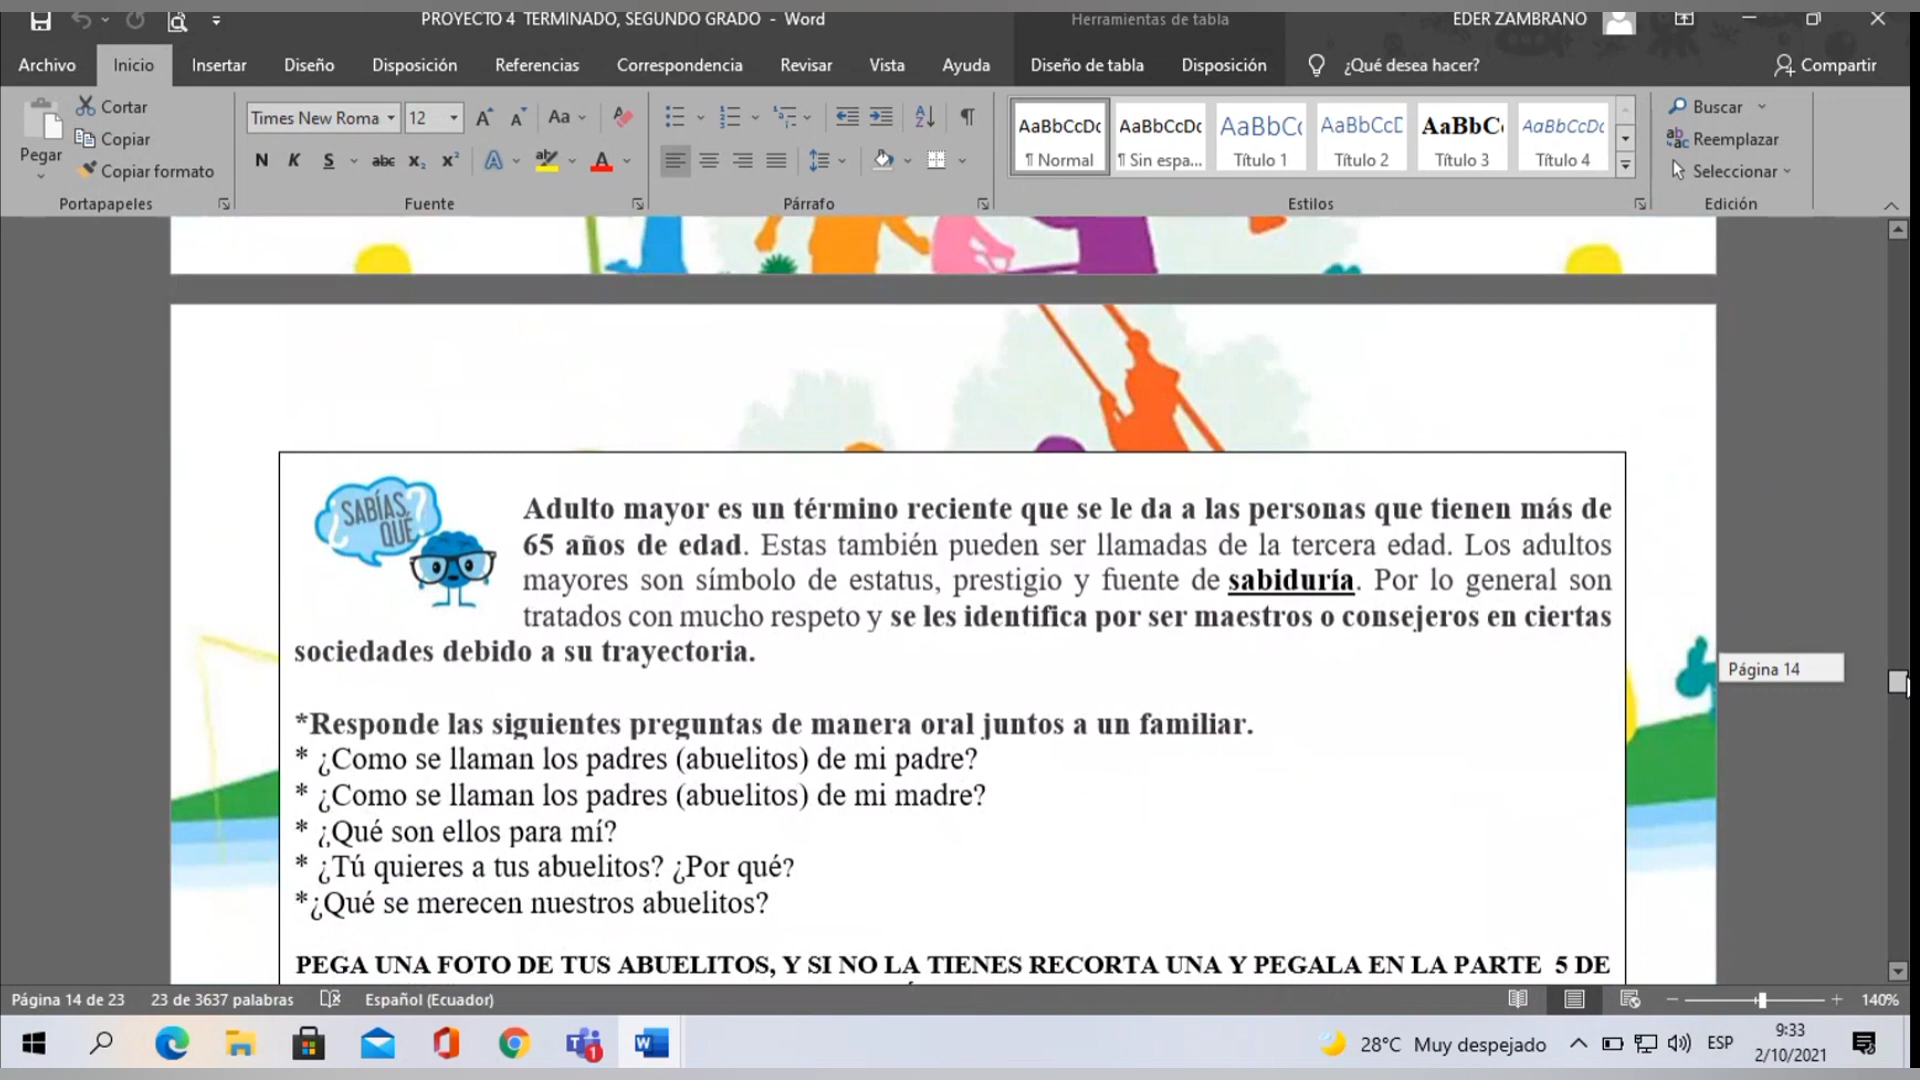 PROYECTO 4 TERMINADO, SEGUNDO GRADO - Word
Herramientas de tabla
EDER ZAMBRANO
Archivo Inicio Insertar Diseño Disposición Referencias Correspondencia Revisar Vista Ayuda Diseño de tabla Disposición ¿Qué desea hacer? Compartir
Pegar
Cortar
Copiar
Copiar formato
Portapapeles
Times New Roma 12 Aa
N K S abc x₂ x² A ab A
Fuente
Párrafo
AaBbCcDc AaBbCcDc AaBbC( AaBbCcD AaBbC( AaBbCcDc
¶ Normal ¶ Sin espa... Título 1 Título 2 Título 3 Título 4
Estilos
Buscar
Reemplazar
Seleccionar
Edición
¿SABÍAS QUÉ?
Adulto mayor es un término reciente que se le da a las personas que tienen más de
65 años de edad. Estas también pueden ser llamadas de la tercera edad. Los adultos
mayores son símbolo de estatus, prestigio y fuente de sabiduría. Por lo general son
tratados con mucho respeto y se les identifica por ser maestros o consejeros en ciertas
sociedades debido a su trayectoria.
*Responde las siguientes preguntas de manera oral juntos a un familiar.
* ¿Como se llaman los padres (abuelitos) de mi padre?
* ¿Como se llaman los padres (abuelitos) de mi madre?
* ¿Qué son ellos para mí?
* ¿Tú quieres a tus abuelitos? ¿Por qué?
*¿Qué se merecen nuestros abuelitos?
PEGA UNA FOTO DE TUS ABUELITOS, Y SI NO LA TIENES RECORTA UNA Y PEGALA EN LA PARTE 5 DE
Página 14
Página 14 de 23 23 de 3637 palabras Español (Ecuador) 140%
1
28°C Muy despejado ESP
9:33
2/10/2021